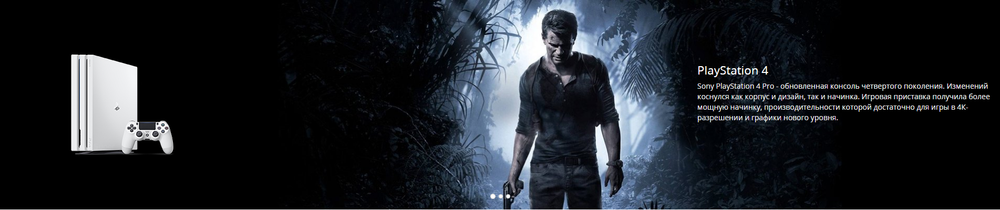 PlayStation 4
Sony PlayStation 4 Pro - обновленная консоль четвертого поколения. Изменений
коснулся как корпус и дизайн, так и начинка. Игровая приставка получила более
мощную начинку, производительности которой достаточно для игры в 4K-
разрешении и графики нового уровня.